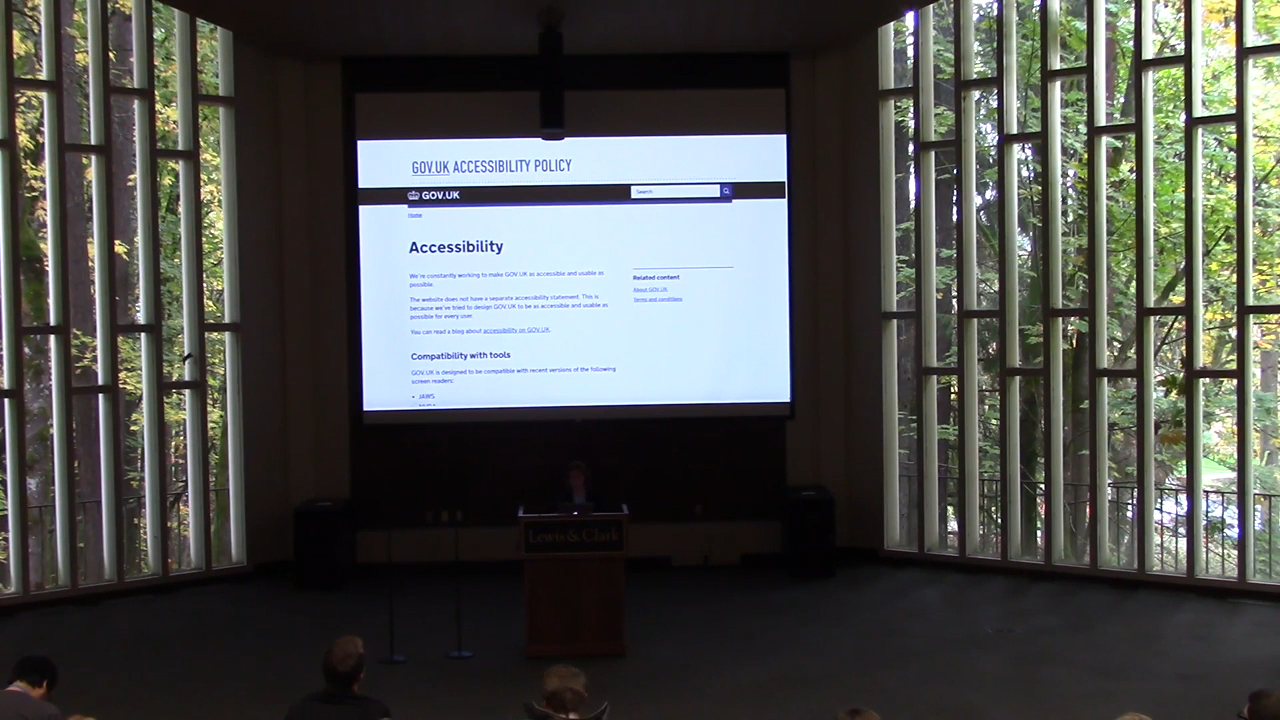 GOV.UK ACCESSIBILITY POLICY
GOV.UK
Search
Home
Accessibility
We're constantly working to make GOV.UK as accessible and usable as
possible.
The website does not have a separate accessibility statement. This is
because we've tried to design GOV.UK to be as accessible and usable as
possible for every user.
You can read a blog about accessibility on GOV.UK.
Compatibility with tools
GOV.UK is designed to be compatible with recent versions of the following
screen readers:
• JAWS
Related content
About GOV.UK
Terms and conditions
Lewis & Clark